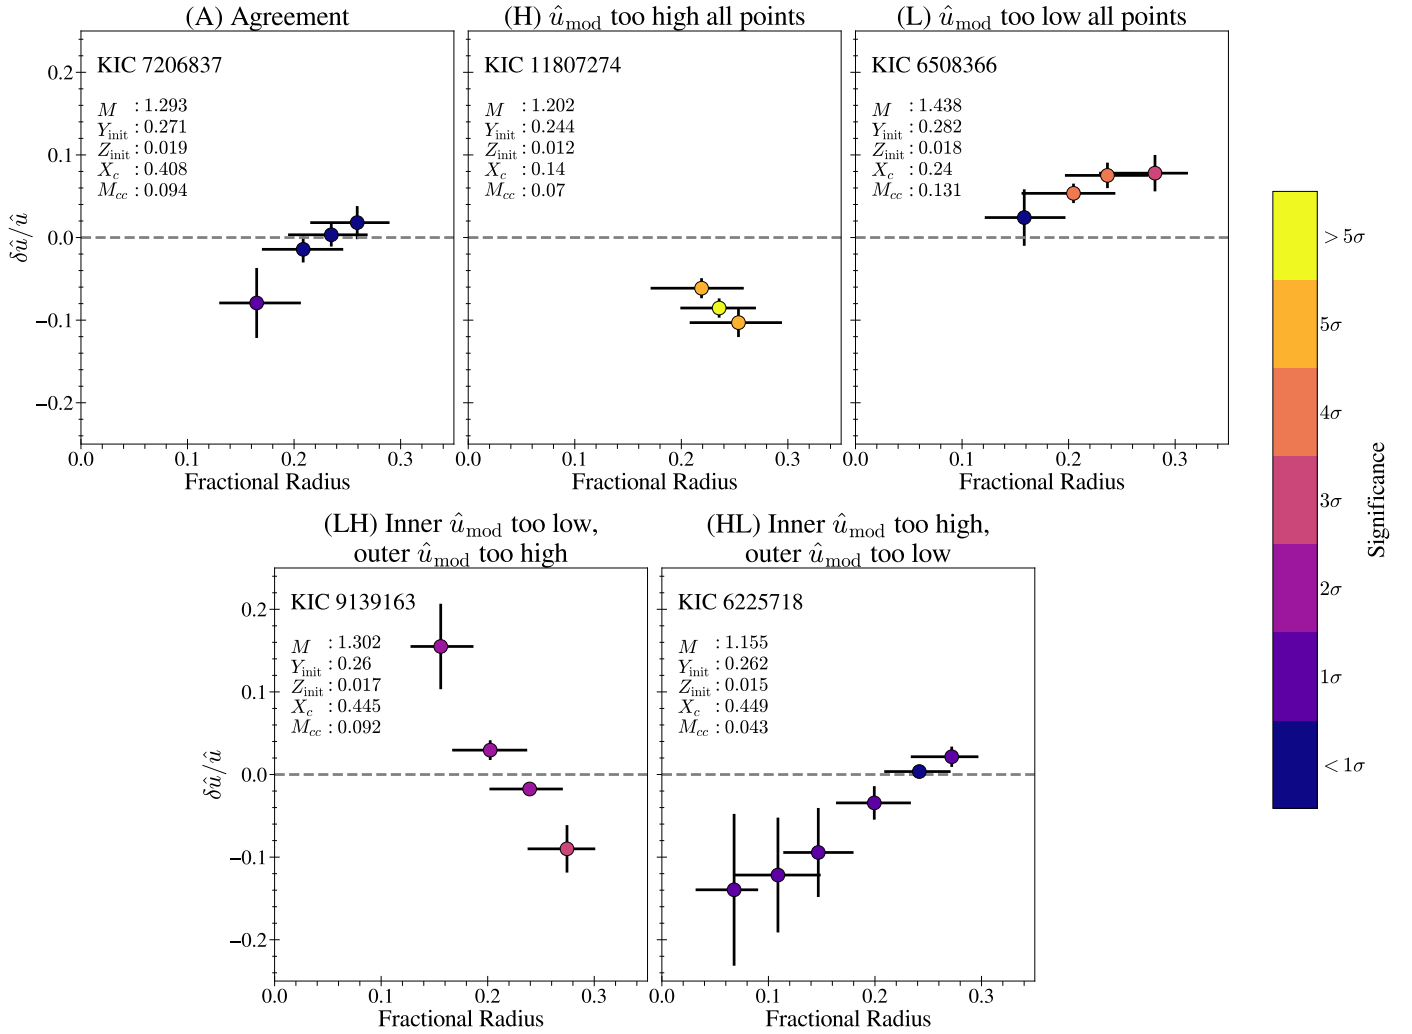 (A) Agreement
(H) û_mod too high all points
(L) û_mod too low all points
KIC 7206837
M : 1.293
Y_init : 0.271
Z_init : 0.019
X_c : 0.408
M_cc : 0.094
KIC 11807274
M : 1.202
Y_init : 0.244
Z_init : 0.012
X_c : 0.14
M_cc : 0.07
KIC 6508366
M : 1.438
Y_init : 0.282
Z_init : 0.018
X_c : 0.24
M_cc : 0.131
0.2
0.1
0.0
−0.1
−0.2
δû/û
0.0 0.1 0.2 0.3
0.1 0.2 0.3
0.0 0.1 0.2 0.3
Fractional Radius
Fractional Radius
Fractional Radius
(LH) Inner û_mod too low,
outer û_mod too high
(HL) Inner û_mod too high,
outer û_mod too low
KIC 9139163
M : 1.302
Y_init : 0.26
Z_init : 0.017
X_c : 0.445
M_cc : 0.092
KIC 6225718
M : 1.155
Y_init : 0.262
Z_init : 0.015
X_c : 0.449
M_cc : 0.043
0.2
0.1
0.0
−0.1
−0.2
δû/û
0.0 0.1 0.2 0.3
0.0 0.1 0.2 0.3
Fractional Radius
Fractional Radius
> 5σ
5σ
4σ
3σ
2σ
1σ
< 1σ
Significance